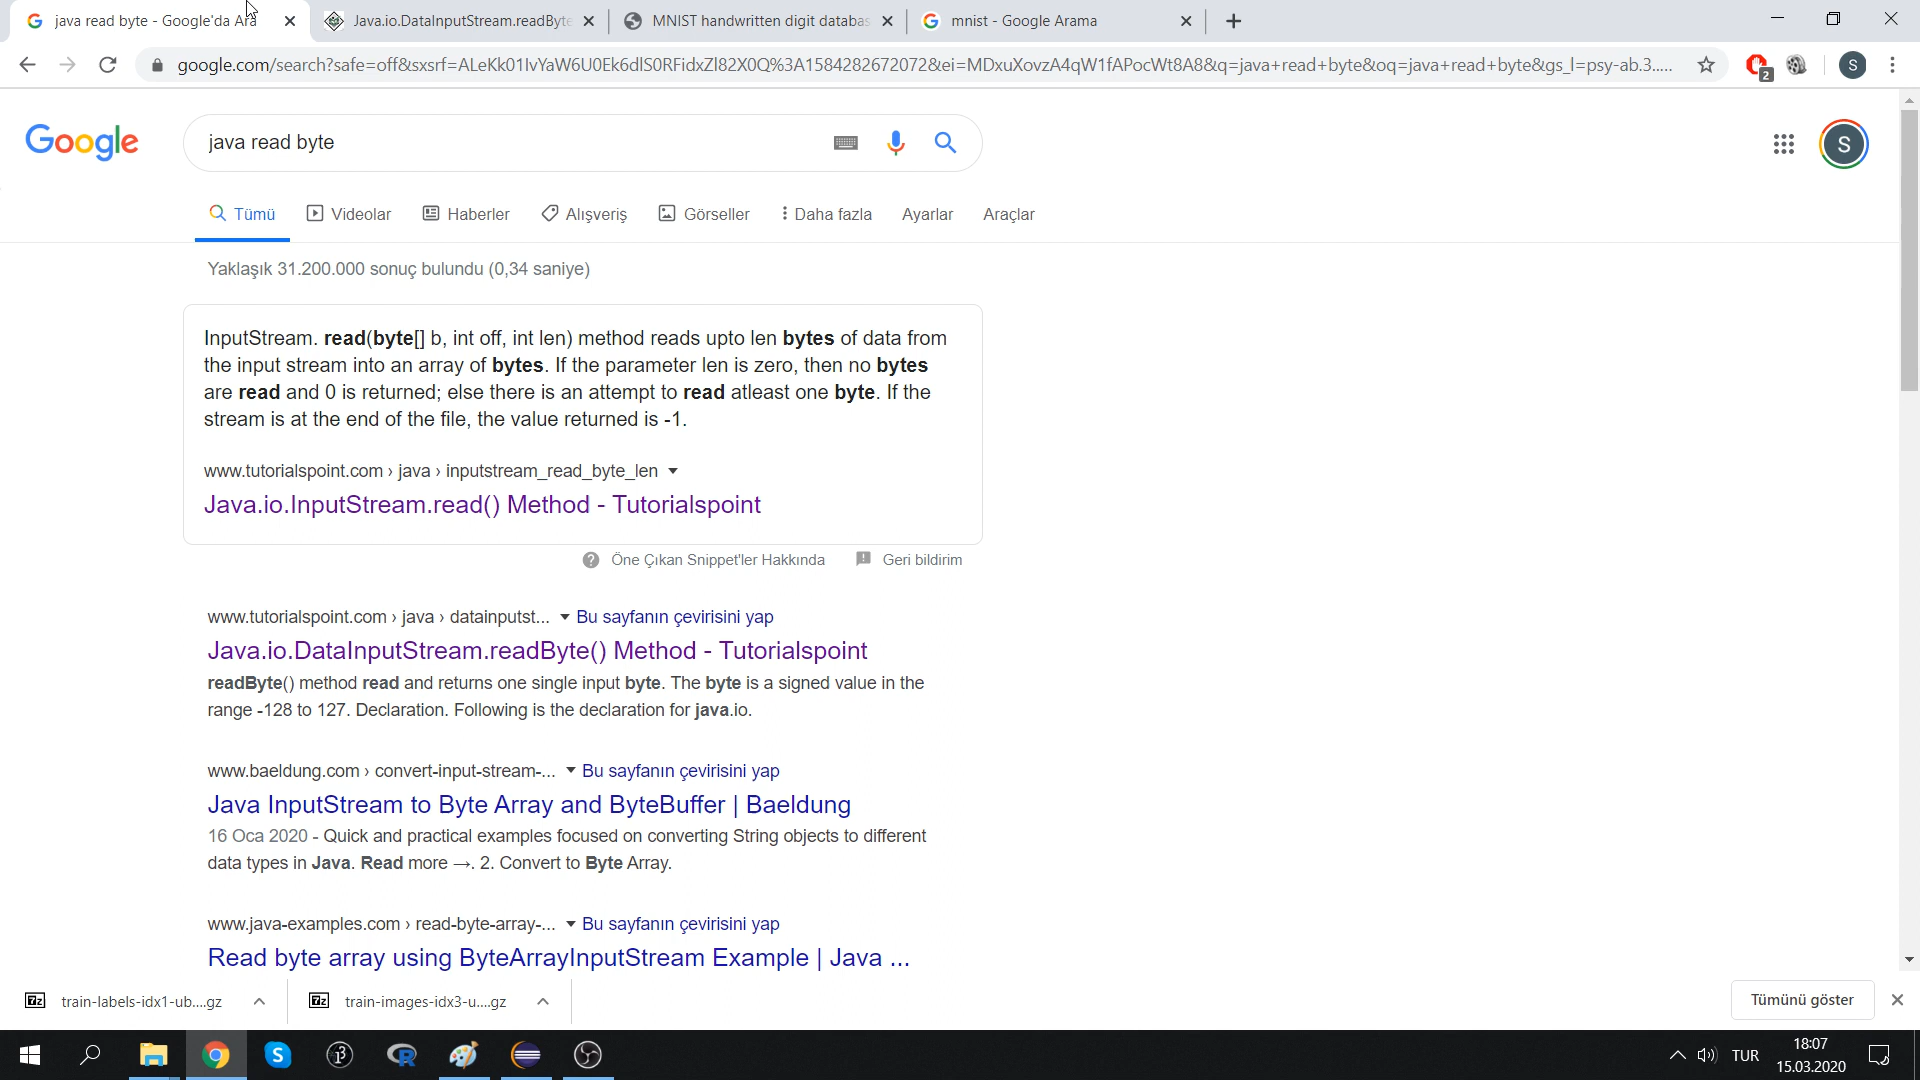 java read byte - Google'da Ara
Java.io.DataInputStream.readByte
MNIST handwritten digit databas
mnist - Google Arama
google.com/search?safe=off&sxsrf=ALeKk01IvYaW6U0Ek6dlS0RFidxZl82X0Q%3A1584282672072&ei=MDxuXovzA4qW1fAPocWt8A8&q=java+read+byte&oq=java+read+byte&gs_l=psy-ab.3.....
2
S
Google
java read byte
S
Tümü
Videolar
Haberler
Alışveriş
Görseller
Daha fazla
Ayarlar
Araçlar
Yaklaşık 31.200.000 sonuç bulundu (0,34 saniye)
InputStream. read(byte[] b, int off, int len) method reads upto len bytes of data from
the input stream into an array of bytes. If the parameter len is zero, then no bytes
are read and 0 is returned; else there is an attempt to read atleast one byte. If the
stream is at the end of the file, the value returned is -1.
www.tutorialspoint.com › java › inputstream_read_byte_len
Java.io.InputStream.read() Method - Tutorialspoint
Öne Çıkan Snippet'ler Hakkında
Geri bildirim
www.tutorialspoint.com › java › datainputst... Bu sayfanın çevirisini yap
Java.io.DataInputStream.readByte() Method - Tutorialspoint
readByte() method read and returns one single input byte. The byte is a signed value in the
range -128 to 127. Declaration. Following is the declaration for java.io.
www.baeldung.com › convert-input-stream-... Bu sayfanın çevirisini yap
Java InputStream to Byte Array and ByteBuffer | Baeldung
16 Oca 2020 - Quick and practical examples focused on converting String objects to different
data types in Java. Read more →. 2. Convert to Byte Array.
www.java-examples.com › read-byte-array-... Bu sayfanın çevirisini yap
Read byte array using ByteArrayInputStream Example | Java ...
7z
train-labels-idx1-ub....gz
7z
train-images-idx3-u....gz
Tümünü göster
TUR
18:07
15.03.2020